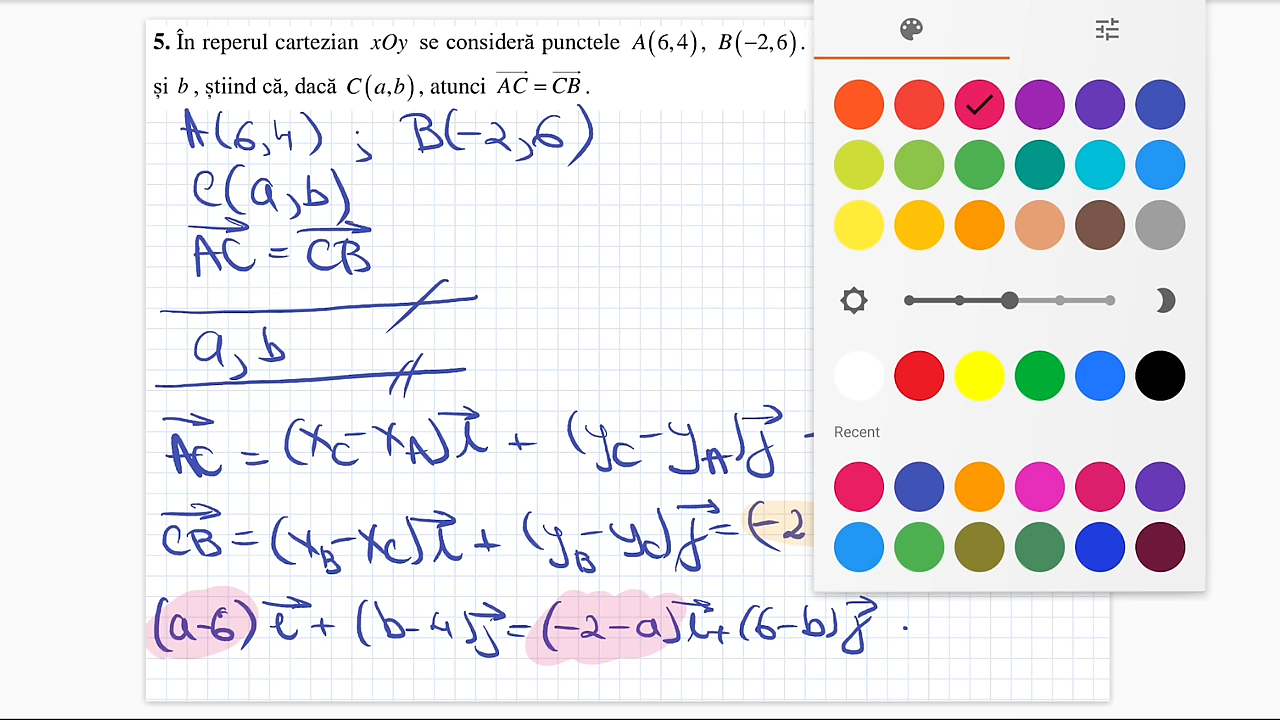 5. În reperul cartezian xOy se consideră punctele A(6,4), B(−2,6).
și b, știind că, dacă C(a,b), atunci AC = CB.
A(6,4) ; B(-2,6)
C(a,b)
AC = CB
a, b
AC = (xC - xA)i + (yC - yA)j
CB = (xB - xC)i + (yB - yC)j = (-2
(a-6)i + (b-4)j = (-2-a)i + (6-b)j .
Recent